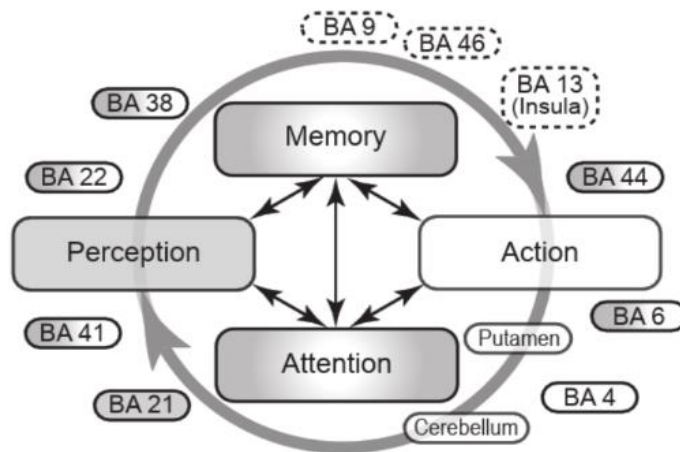 BA 9
BA 46
BA 13
(Insula)
BA 38
Memory
BA 22
BA 44
Perception
Action
BA 41
BA 6
Putamen
Attention
BA 21
BA 4
Cerebellum